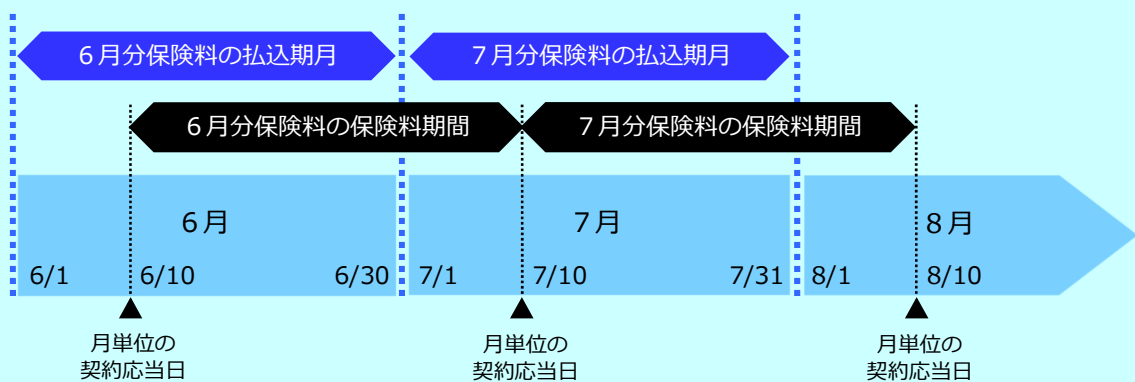 6月分保険料の払込期月
7月分保険料の払込期月
6月分保険料の保険料期間
7月分保険料の保険料期間
6月
7月
8月
6/1
6/10
6/30
7/1
7/10
7/31
8/1
8/10
月単位の
契約応当日
月単位の
契約応当日
月単位の
契約応当日